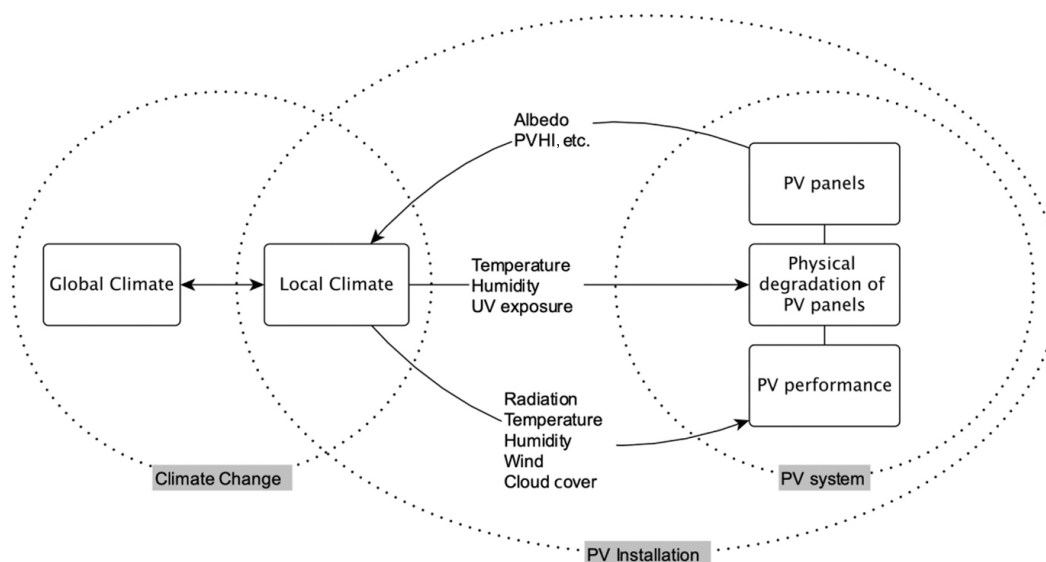 Albedo
PVHI, etc.
PV panels
Global Climate
Local Climate
Temperature
Humidity
UV exposure
Physical
degradation of
PV panels
Radiation
Temperature
Humidity
Wind
Cloud cover
PV performance
Climate Change
PV system
PV Installation